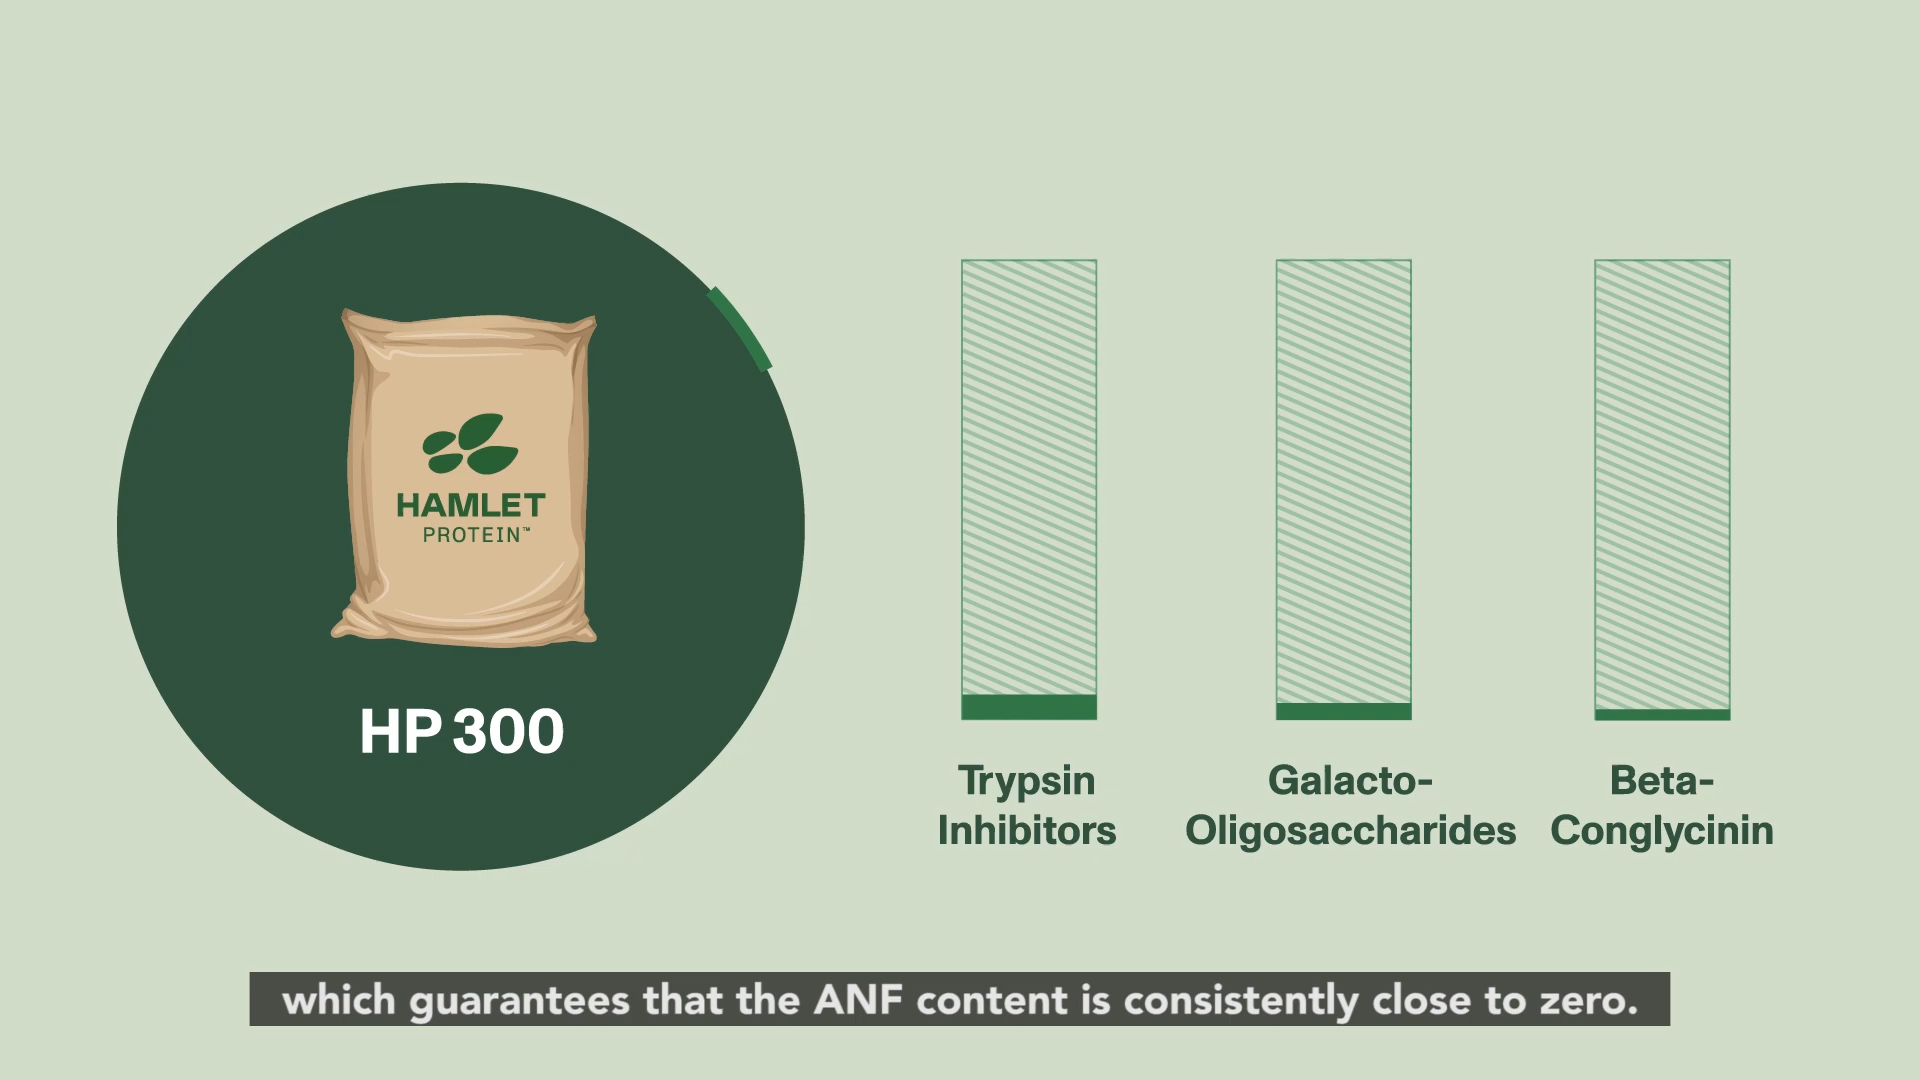 HAMLET
PROTEIN™
HP 300
Trypsin
Inhibitors
Galacto-
Oligosaccharides
Beta-
Conglycinin
which guarantees that the ANF content is consistently close to zero.